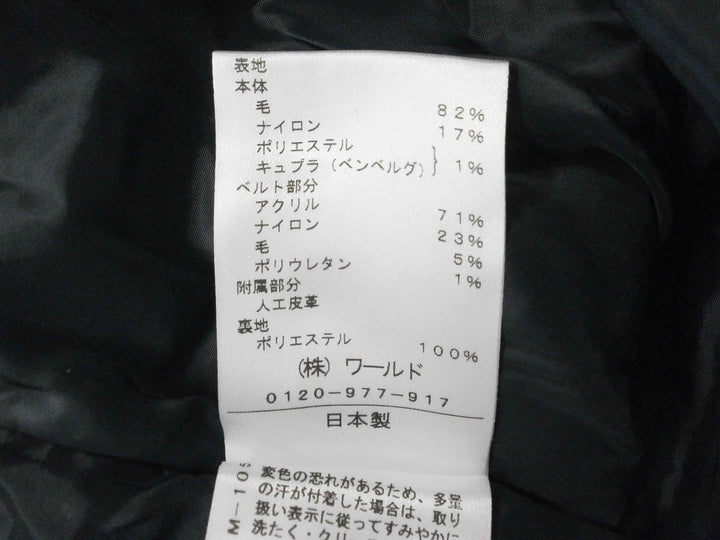 表地
本体
毛 82%
ナイロン 17%
ポリエステル
キュプラ（ベンベルグ） } 1%
ベルト部分
アクリル 71%
ナイロン 23%
毛 5%
ポリウレタン 1%
附属部分
人工皮革
裏地
ポリエステル 100%
（株）ワールド
0120-977-917
日本製
M-105
変色の恐れがあるため、多量
の汗が付着した場合は、取り
扱い表示に従ってすみやかに
洗たく・クリー